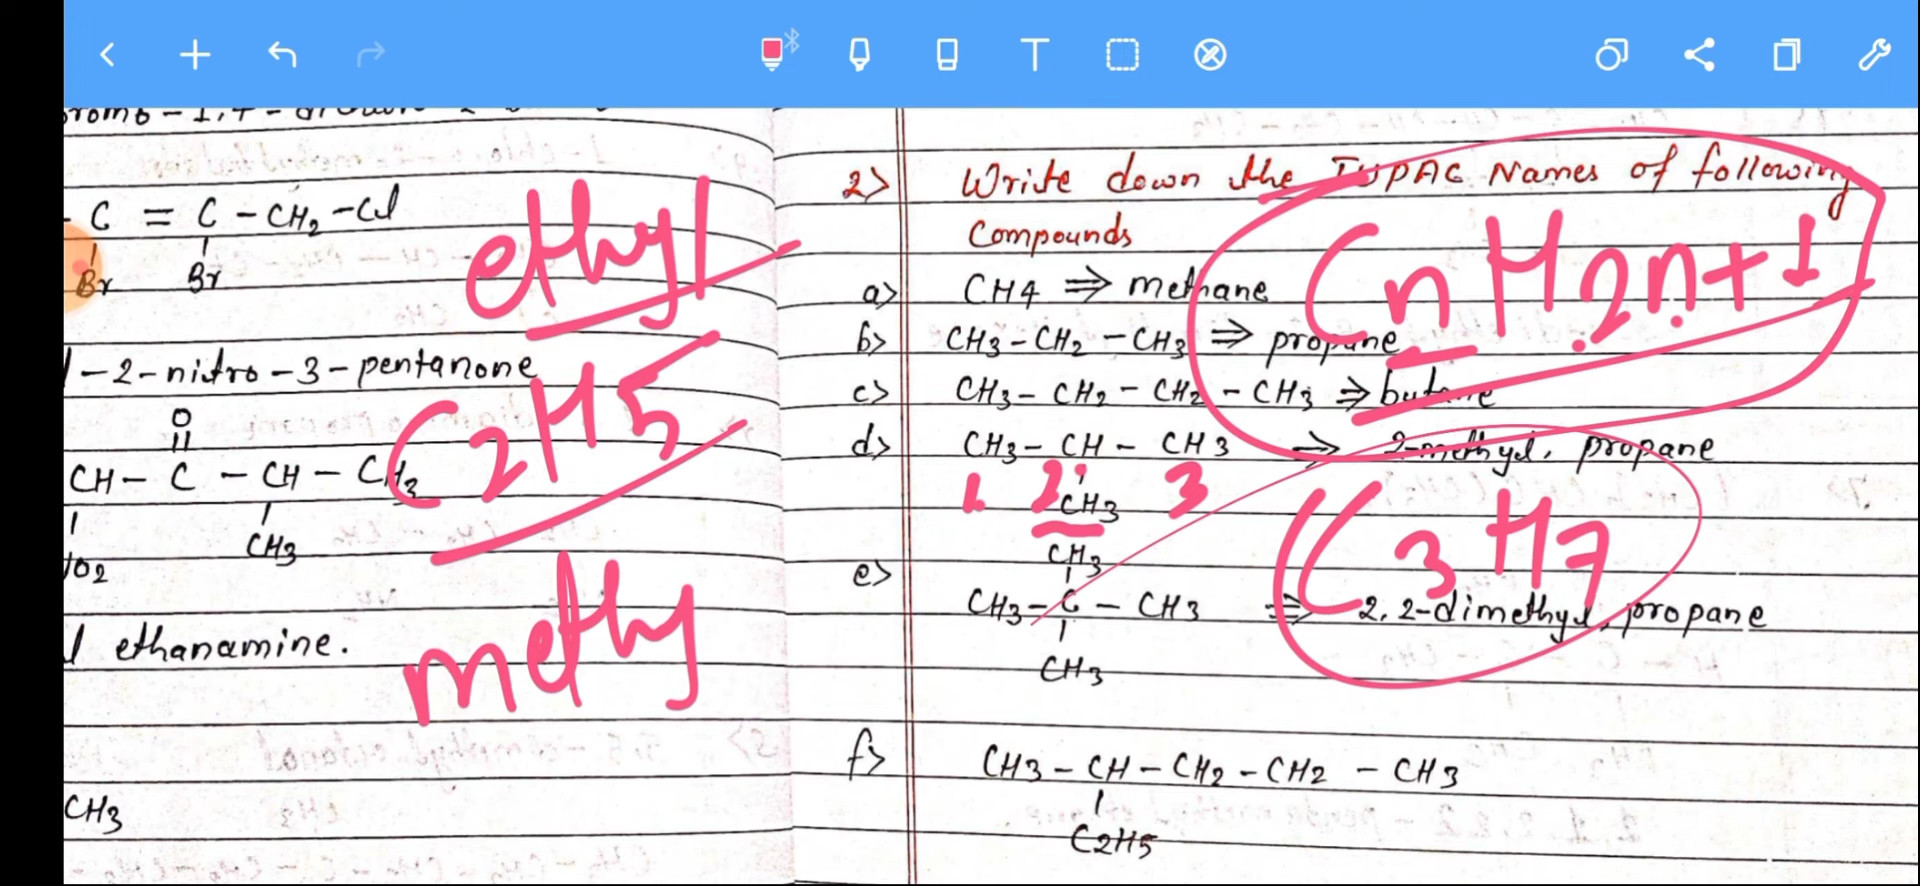 - C = C - CH2 - Cl
Br Br
ethyl
l-2-nitro-3-pentanone
O
CH - C - CH - CH3
CH3
C2H5
l ethanamine.
methy
CH3
2> Write down the IUPAC Names of following
Compounds
CnH2n+1
a> CH4 ⇒ methane
b> CH3-CH2-CH3 ⇒ propane
c> CH3-CH2-CH2-CH3 ⇒ butane
d> CH3-CH-CH3 ⇒ 2-methyl, propane
1. 2 3
CH3
C3H7
CH3
e> CH3-C-CH3 ⇒ 2,2-dimethyl, propane
CH3
f> CH3-CH-CH2-CH2-CH3
C2H5